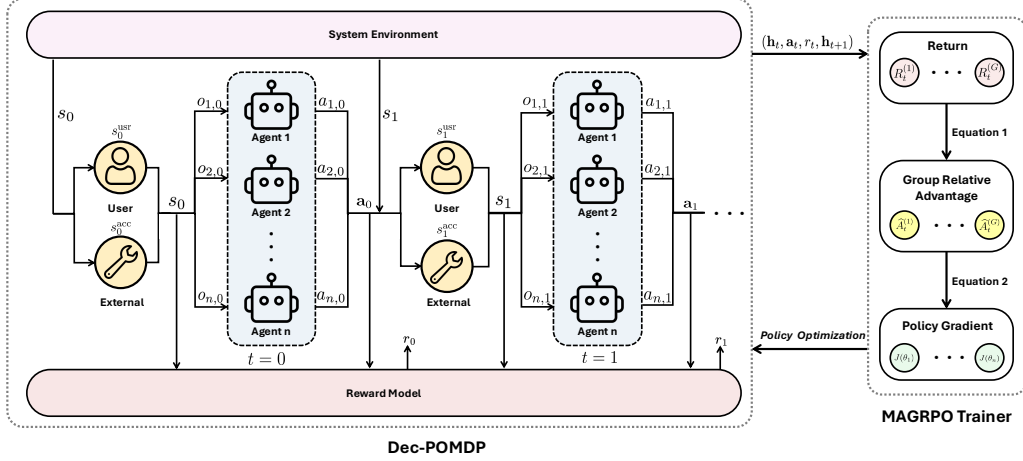 System Environment
s_0
s_0^{usr}
User
s_0^{acc}
External
s_0
o_{1,0}
o_{2,0}
o_{n,0}
Agent 1
Agent 2
Agent n
t = 0
a_{1,0}
a_{2,0}
a_{n,0}
s_1
a_0
s_1^{usr}
User
s_1^{acc}
External
s_1
o_{1,1}
o_{2,1}
o_{n,1}
Agent 1
Agent 2
Agent n
t = 1
a_{1,1}
a_{2,1}
a_{n,1}
a_1
r_0
r_1
Reward Model
Dec-POMDP
(h_t, a_t, r_t, h_{t+1})
Policy Optimization
Return
R_t^{(1)} · · · R_t^{(G)}
Equation 1
Group Relative
Advantage
\hat{A}_t^{(1)} · · · \hat{A}_t^{(G)}
Equation 2
Policy Gradient
J(θ_1) · · · J(θ_n)
MAGRPO Trainer